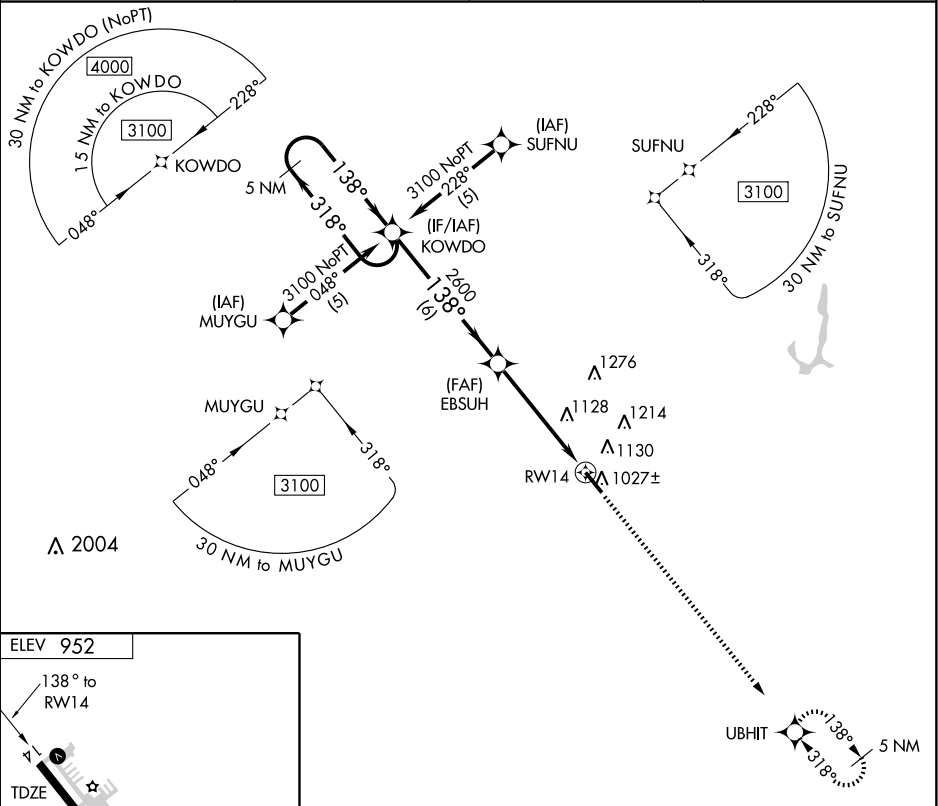 30 NM to KOWDO (NoPT)
4000
15 NM to KOWDO
3100
228°
KOWDO
048°
5 NM
138°
318°
(IAF)
SUFNU
3100 NoPT
228°
(5)
(IF/IAF)
KOWDO
3100 NoPT
048°
(5)
(IAF)
MUYGU
2600
138°
(6)
SUFNU
228°
3100
318°
30 NM to SUFNU
(FAF)
EBSUH
1276
1128
1214
1130
RW14
1027±
MUYGU
048°
318°
3100
30 NM to MUYGU
2004
ELEV 952
138° to
RW14
4
V
TDZE
UBHIT
138°
318°
5 NM